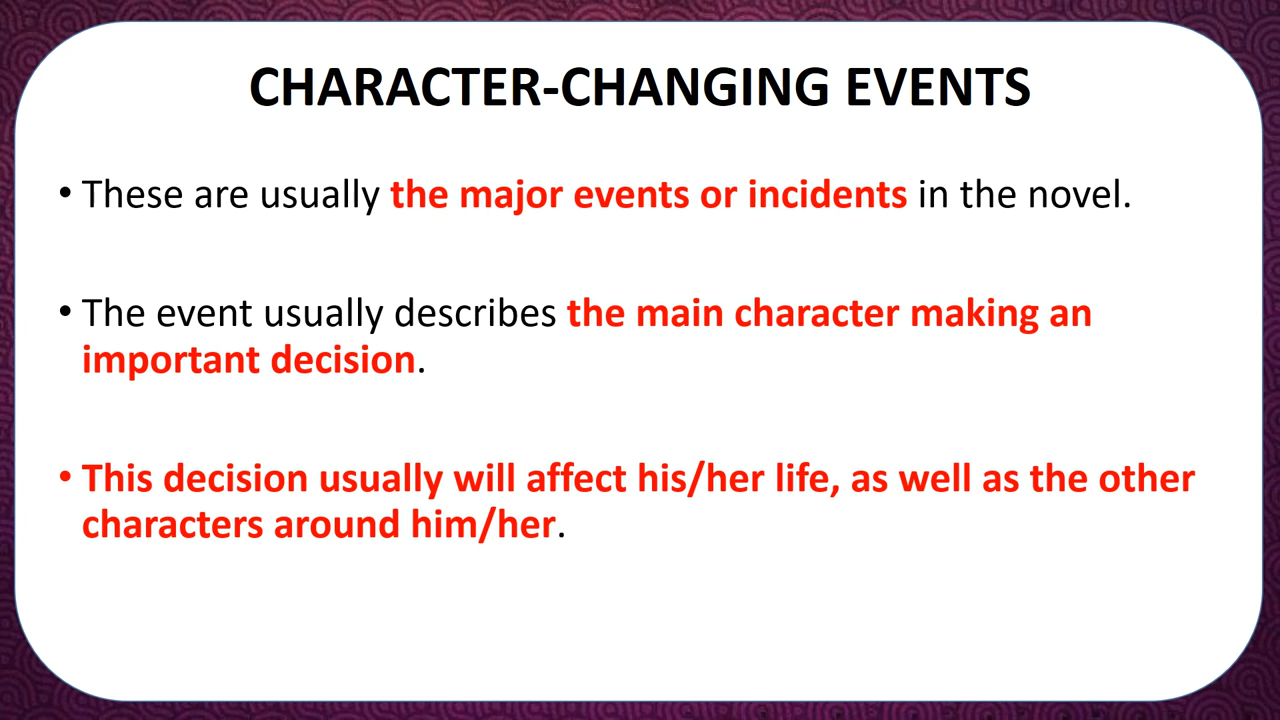 CHARACTER-CHANGING EVENTS
• These are usually the major events or incidents in the novel.
• The event usually describes the main character making an
important decision.
• This decision usually will affect his/her life, as well as the other
characters around him/her.